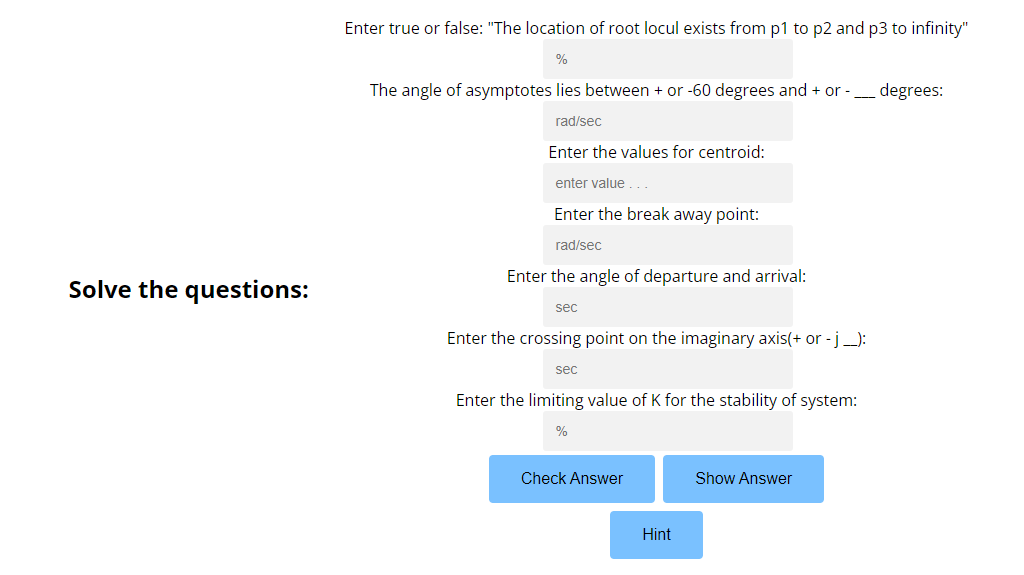 Enter true or false: "The location of root locul exists from p1 to p2 and p3 to infinity"
%
The angle of asymptotes lies between + or -60 degrees and + or - ___ degrees:
rad/sec
Enter the values for centroid:
enter value . . .
Enter the break away point:
rad/sec
Solve the questions:
Enter the angle of departure and arrival:
sec
Enter the crossing point on the imaginary axis(+ or - j __):
sec
Enter the limiting value of K for the stability of system:
%
Check Answer
Show Answer
Hint